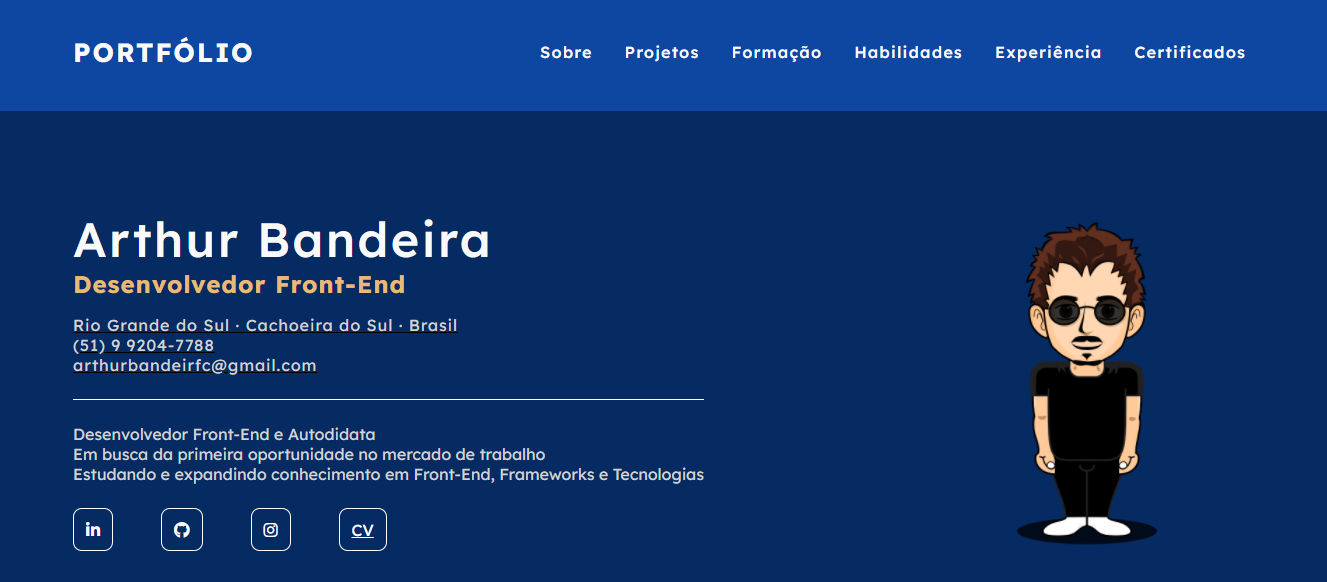 PORTFÓLIO
Sobre Projetos Formação Habilidades Experiência Certificados
Arthur Bandeira
Desenvolvedor Front-End
Rio Grande do Sul · Cachoeira do Sul · Brasil
(51) 9 9204-7788
arthurbandeirfc@gmail.com
Desenvolvedor Front-End e Autodidata
Em busca da primeira oportunidade no mercado de trabalho
Estudando e expandindo conhecimento em Front-End, Frameworks e Tecnologias
in
CV